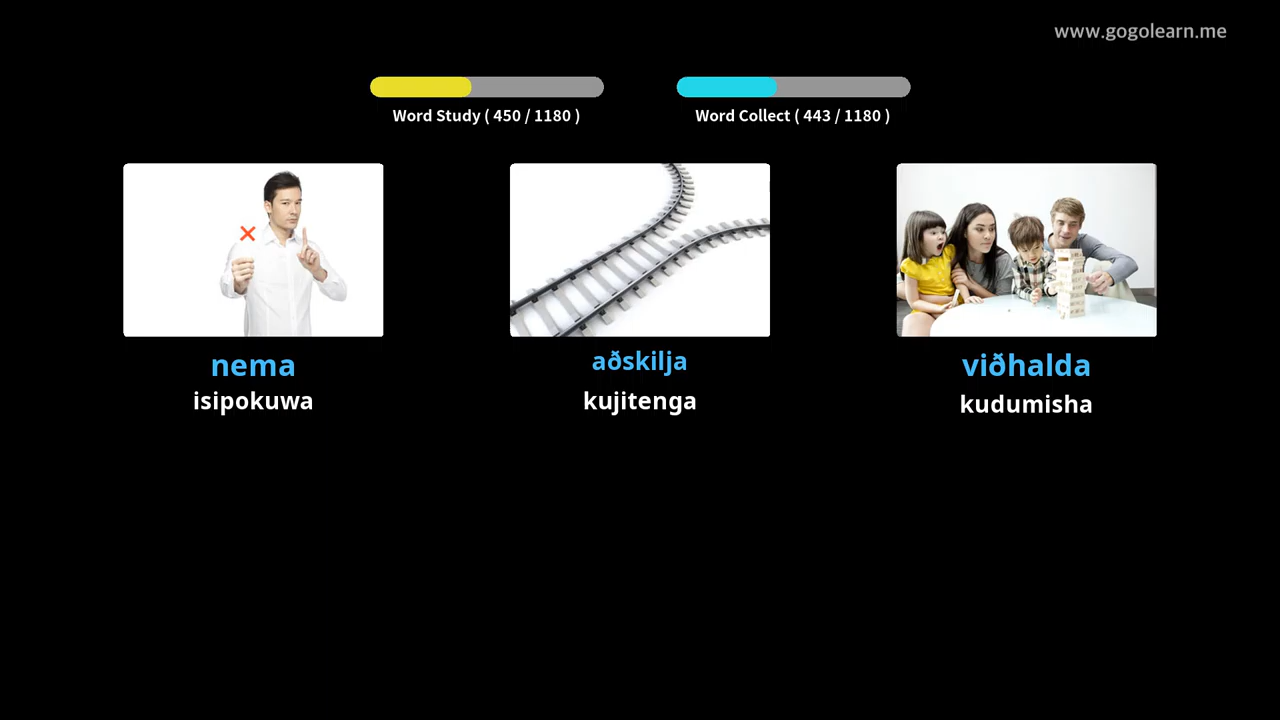 www.gogolearn.me
Word Study ( 450 / 1180 )
Word Collect ( 443 / 1180 )
nema
aðskilja
viðhalda
isipokuwa
kujitenga
kudumisha